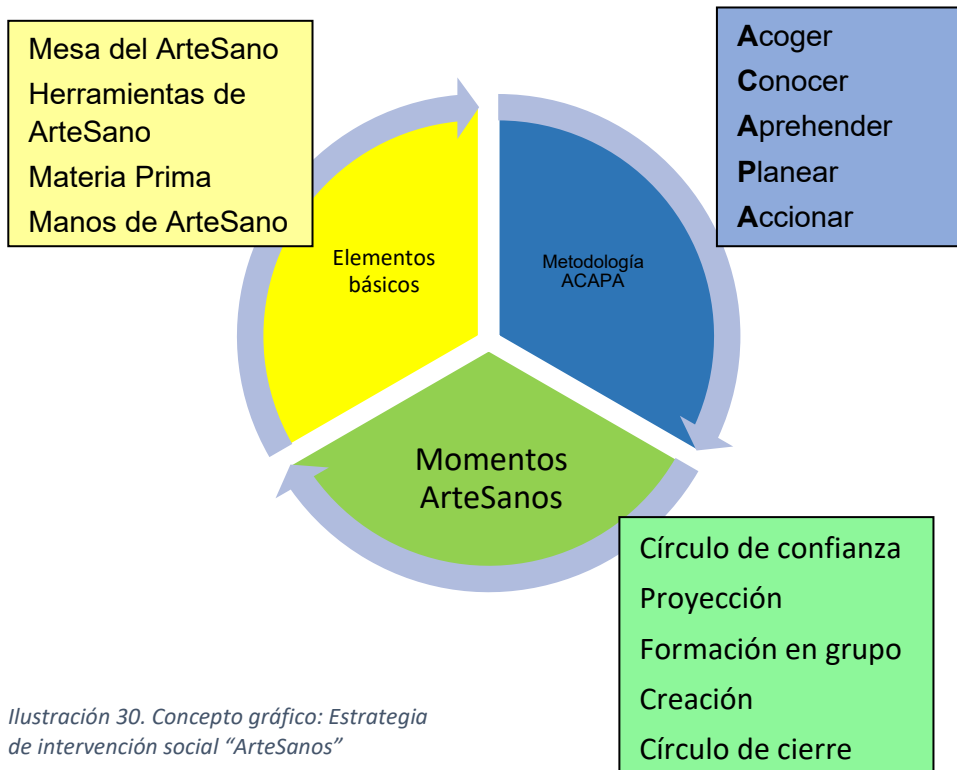 Mesa del ArteSano
Herramientas de
ArteSano
Materia Prima
Manos de ArteSano
Acoger
Conocer
Aprehender
Planear
Accionar
Elementos
básicos
Metodología
ACAPA
Momentos
ArteSanos
Círculo de confianza
Proyección
Formación en grupo
Creación
Círculo de cierre
Ilustración 30. Concepto gráfico: Estrategia
de intervención social “ArteSanos”